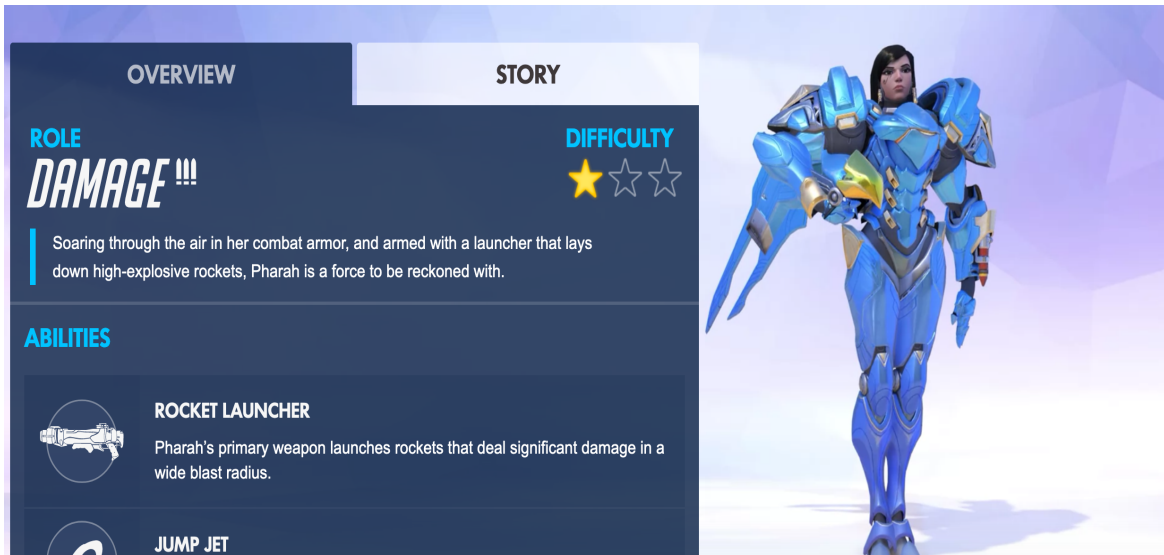 OVERVIEW
STORY
ROLE
DIFFICULTY
DAMAGE
Soaring through the air in her combat armor, and armed with a launcher that lays
down high-explosive rockets, Pharah is a force to be reckoned with.
ABILITIES
ROCKET LAUNCHER
Pharah's primary weapon launches rockets that deal significant damage in a
wide blast radius.
JUMP JET